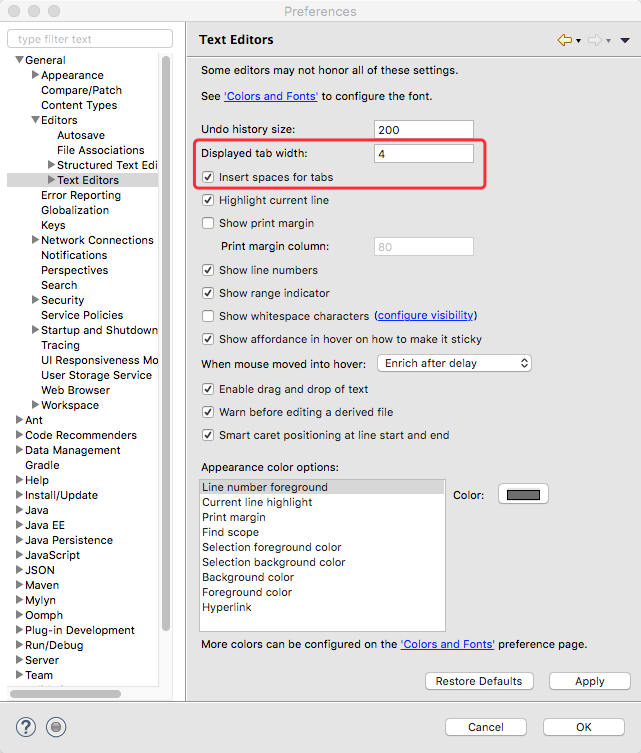 Preferences
type filter text
General
Appearance
Compare/Patch
Content Types
Editors
Autosave
File Associations
Structured Text Edi
Text Editors
Error Reporting
Globalization
Keys
Network Connections
Notifications
Perspectives
Search
Security
Service Policies
Startup and Shutdown
Tracing
UI Responsiveness Mo
User Storage Service
Web Browser
Workspace
Ant
Code Recommenders
Data Management
Gradle
Help
Install/Update
Java
Java EE
Java Persistence
JavaScript
JSON
Maven
Mylyn
Oomph
Plug-in Development
Run/Debug
Server
Team
Text Editors
Some editors may not honor all of these settings.
See 'Colors and Fonts' to configure the font.
Undo history size: 200
Displayed tab width: 4
Insert spaces for tabs
Highlight current line
Show print margin
Print margin column: 80
Show line numbers
Show range indicator
Show whitespace characters (configure visibility)
Show affordance in hover on how to make it sticky
When mouse moved into hover: Enrich after delay
Enable drag and drop of text
Warn before editing a derived file
Smart caret positioning at line start and end
Appearance color options:
Line number foreground
Current line highlight
Print margin
Find scope
Selection foreground color
Selection background color
Background color
Foreground color
Hyperlink
Color:
More colors can be configured on the 'Colors and Fonts' preference page.
Restore Defaults Apply
? Cancel OK